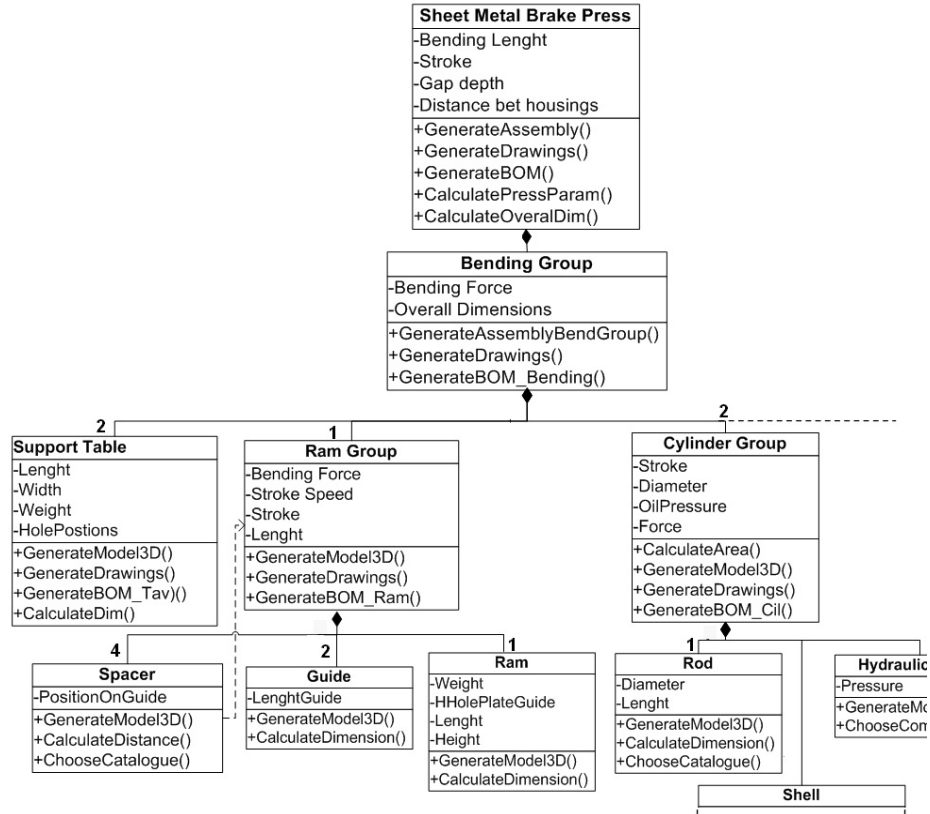 Sheet Metal Brake Press
-Bending Lenght
-Stroke
-Gap depth
-Distance bet housings
+GenerateAssembly()
+GenerateDrawings()
+GenerateBOM()
+CalculatePressParam()
+CalculateOveralDim()
Bending Group
-Bending Force
-Overall Dimensions
+GenerateAssemblyBendGroup()
+GenerateDrawings()
+GenerateBOM_Bending()
2
Support Table
-Lenght
-Width
-Weight
-HolePostions
+GenerateModel3D()
+GenerateDrawings()
+GenerateBOM_Tav)()
+CalculateDim()
1
Ram Group
-Bending Force
-Stroke Speed
-Stroke
-Lenght
+GenerateModel3D()
+GenerateDrawings()
+GenerateBOM_Ram()
2
Cylinder Group
-Stroke
-Diameter
-OilPressure
-Force
+CalculateArea()
+GenerateModel3D()
+GenerateDrawings()
+GenerateBOM_Cil()
4
Spacer
-PositionOnGuide
+GenerateModel3D()
+CalculateDistance()
+ChooseCatalogue()
2
Guide
-LenghtGuide
+GenerateModel3D()
+CalculateDimension()
1
Ram
-Weight
-HHolePlateGuide
-Lenght
-Height
+GenerateModel3D()
+CalculateDimension()
1
Rod
-Diameter
-Lenght
+GenerateModel3D()
+CalculateDimension()
+ChooseCatalogue()
Hydraulic
-Pressure
+GenerateMo
+ChooseCom
Shell